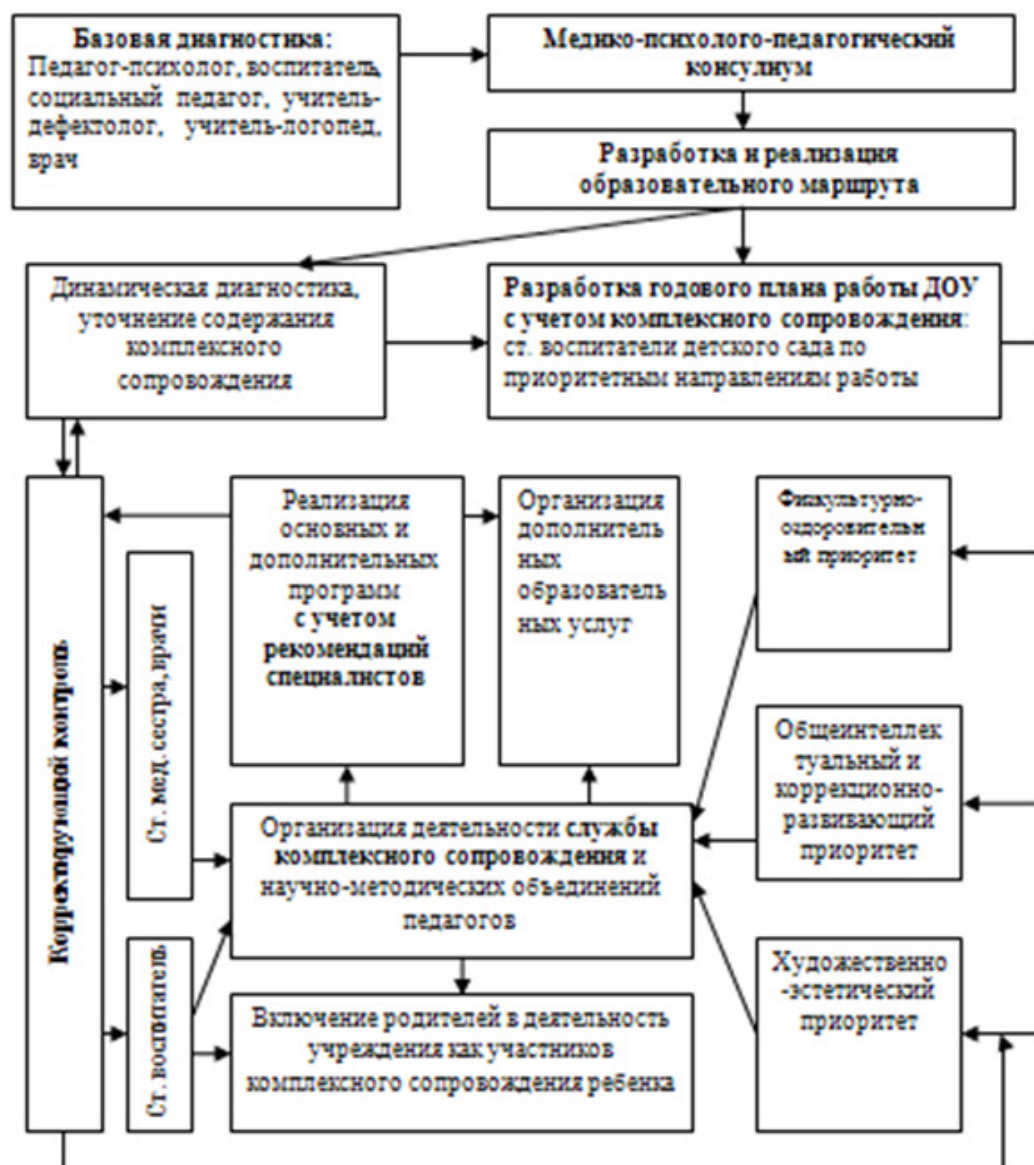 Базовая диагностика:
Педагог-психолог, воспитатель,
социальный педагог, учитель-
дефектолог, учитель-логопед,
врач
Медико-психолого-педагогический
консулиум
Разработка и реализация
образовательного маршрута
Динамическая диагностика,
уточнение содержания
комплексного
сопровождения
Разработка годового плана работы ДОУ
с учетом комплексного сопровождения:
ст. воспитатели детского сада по
приоритетным направлениям работы
Корректирующий контроль
Ст. мед. сестра, врачи
Ст. воспитатель
Реализация
основных и
дополнительных
программ
с учетом
рекомендаций
специалистов
Организация
дополнитель
ных
образователь
ных услуг
Физкультурно-
оздоровительн
ый приоритет
Общеинтеллек
туальный и
коррекционно-
развивающий
приоритет
Организация деятельности службы
комплексного сопровождения и
научно-методических объединений
педагогов
Художественно
-эстетический
приоритет
Включение родителей в деятельность
учреждения как участников
комплексного сопровождения ребенка